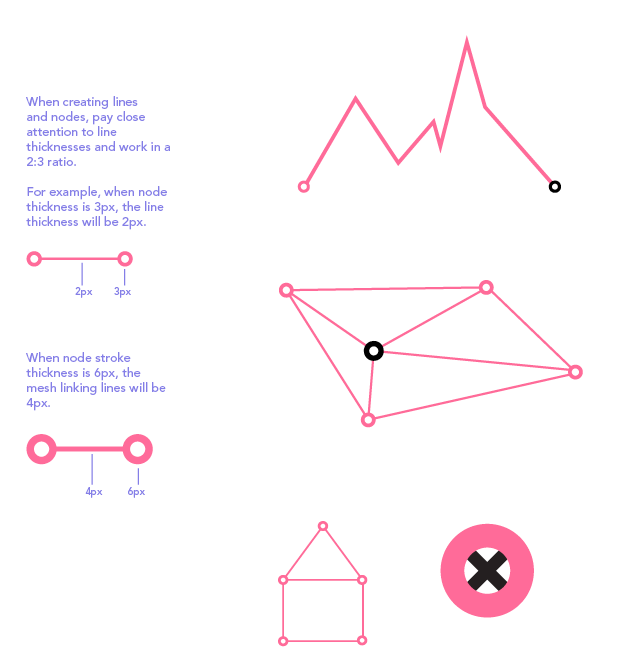 When creating lines
and nodes, pay close
attention to line
thicknesses and work in a
2:3 ratio.
For example, when node
thickness is 3px, the line
thickness will be 2px.
2px 3px
When node stroke
thickness is 6px, the
mesh linking lines will be
4px.
4px 6px